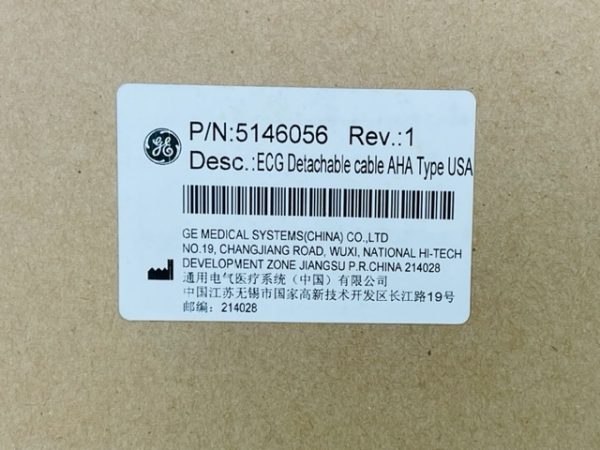 GE
P/N:5146056 Rev.:1
Desc.:ECG Detachable cable AHA Type USA
GE MEDICAL SYSTEMS(CHINA) CO.,LTD
NO.19, CHANGJIANG ROAD, WUXI, NATIONAL HI-TECH
DEVELOPMENT ZONE JIANGSU P.R.CHINA 214028
通用电气医疗系统（中国）有限公司
中国江苏无锡市国家高新技术开发区长江路19号
邮编：214028